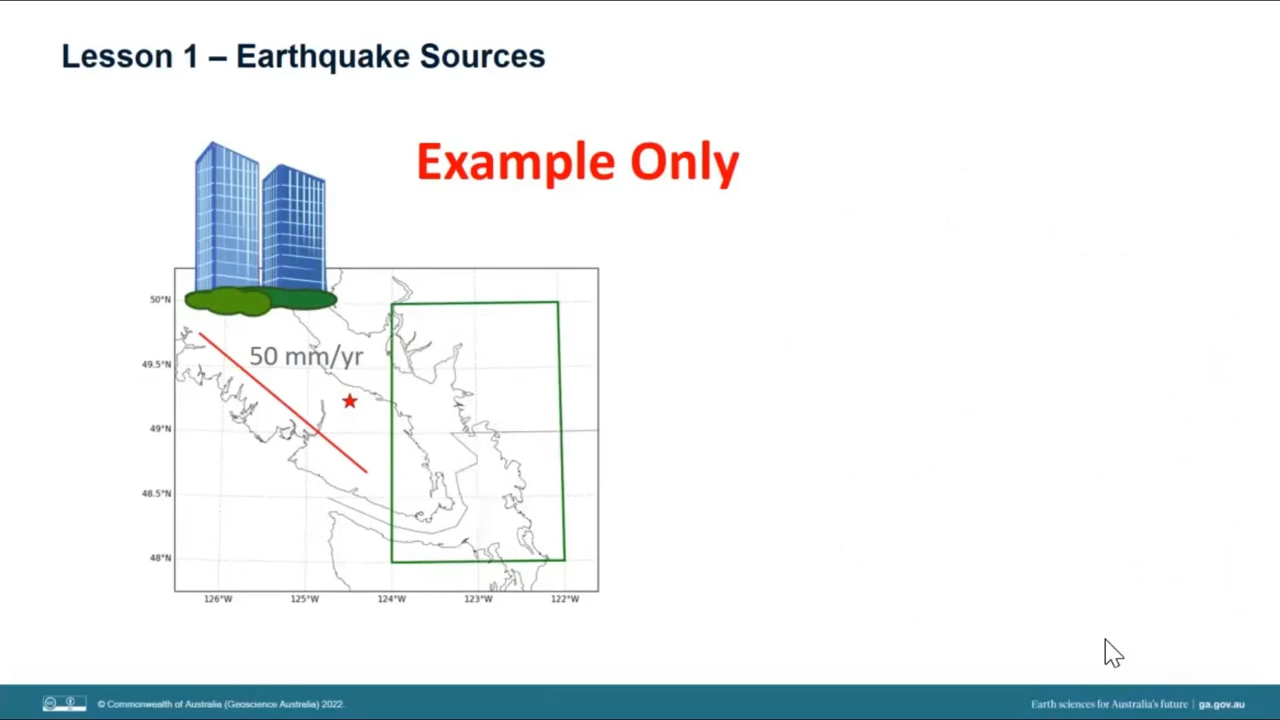 Lesson 1 – Earthquake Sources
Example Only
50°N
50 mm/yr
49.5°N
49°N
48.5°N
48°N
126°W 125°W 124°W 123°W 122°W
© Commonwealth of Australia (Geoscience Australia) 2022.
Earth sciences for Australia's future | ga.gov.au